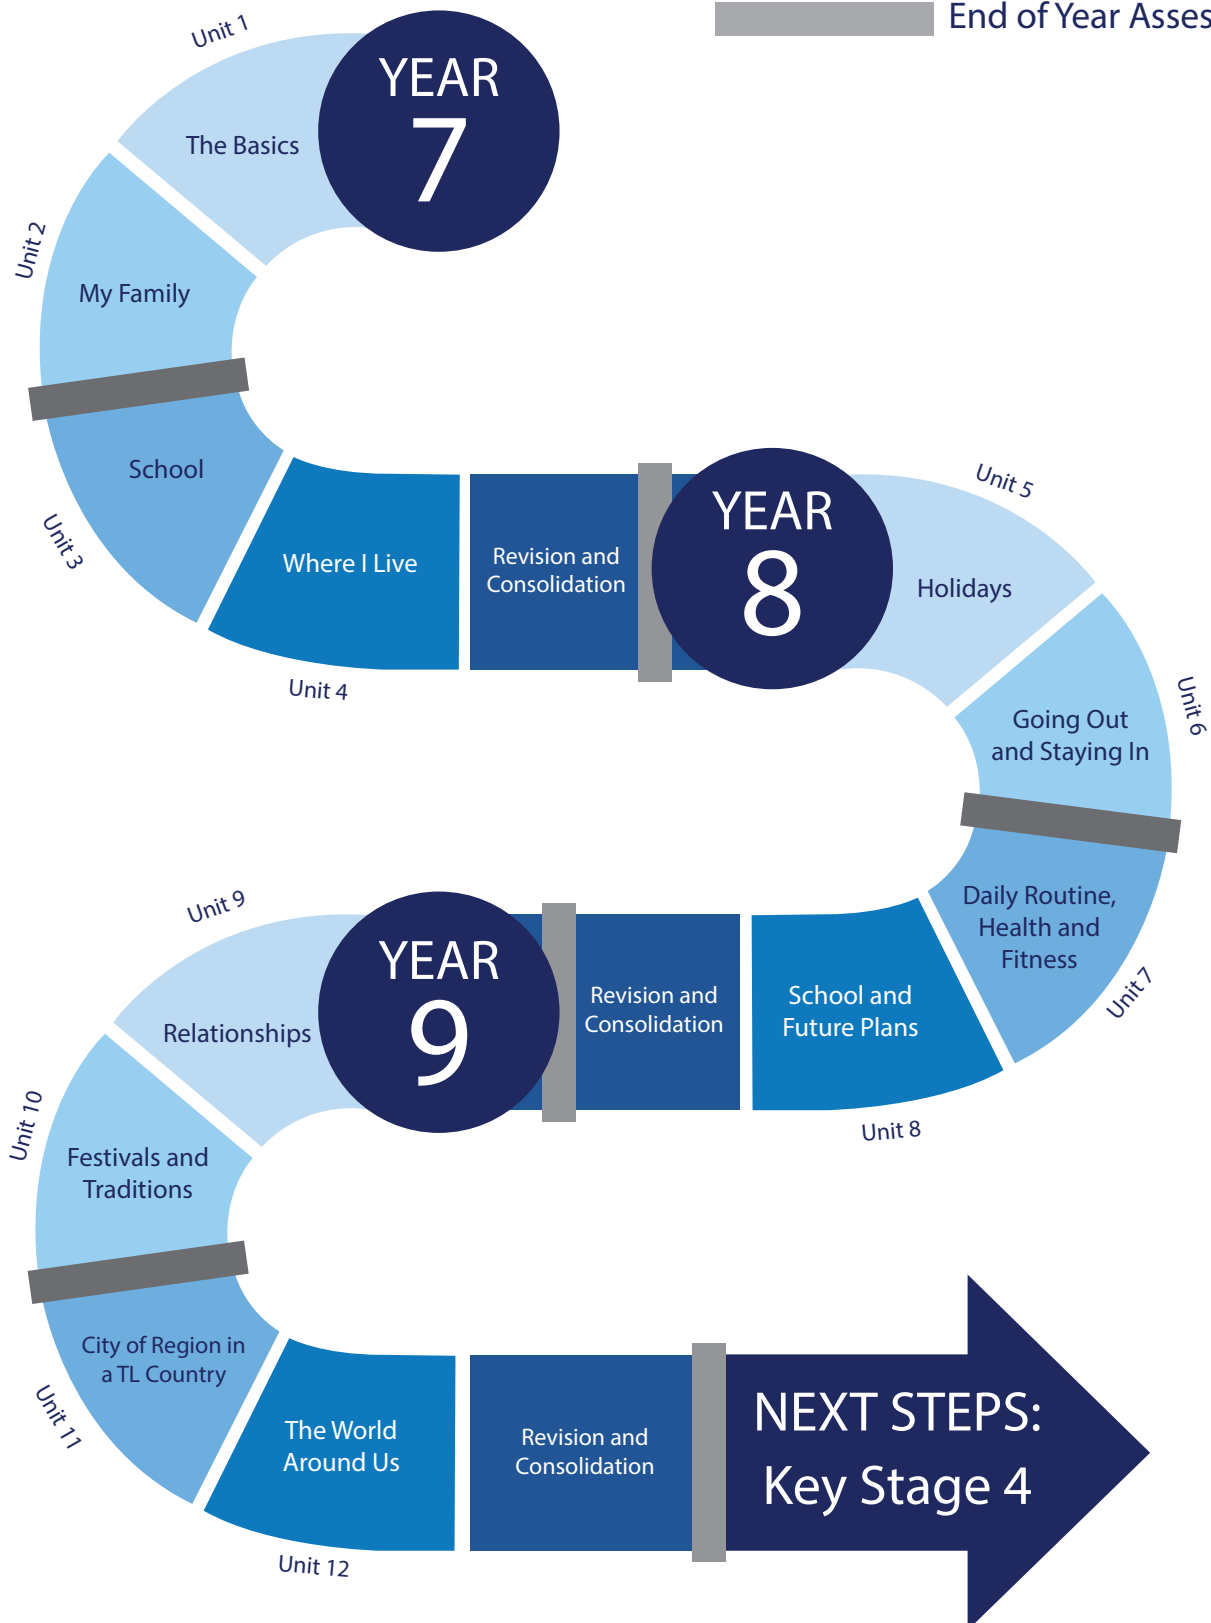 End of Year Asses
Unit 1
YEAR
7
The Basics
Unit 2
My Family
School
Unit 3
Where I Live
Unit 4
Revision and
Consolidation
YEAR
8
Unit 5
Holidays
Unit 6
Going Out
and Staying In
Daily Routine,
Health and
Fitness
Unit 7
School and
Future Plans
Unit 8
Revision and
Consolidation
YEAR
9
Unit 9
Relationships
Unit 10
Festivals and
Traditions
City of Region in
a TL Country
Unit 11
The World
Around Us
Unit 12
Revision and
Consolidation
NEXT STEPS:
Key Stage 4